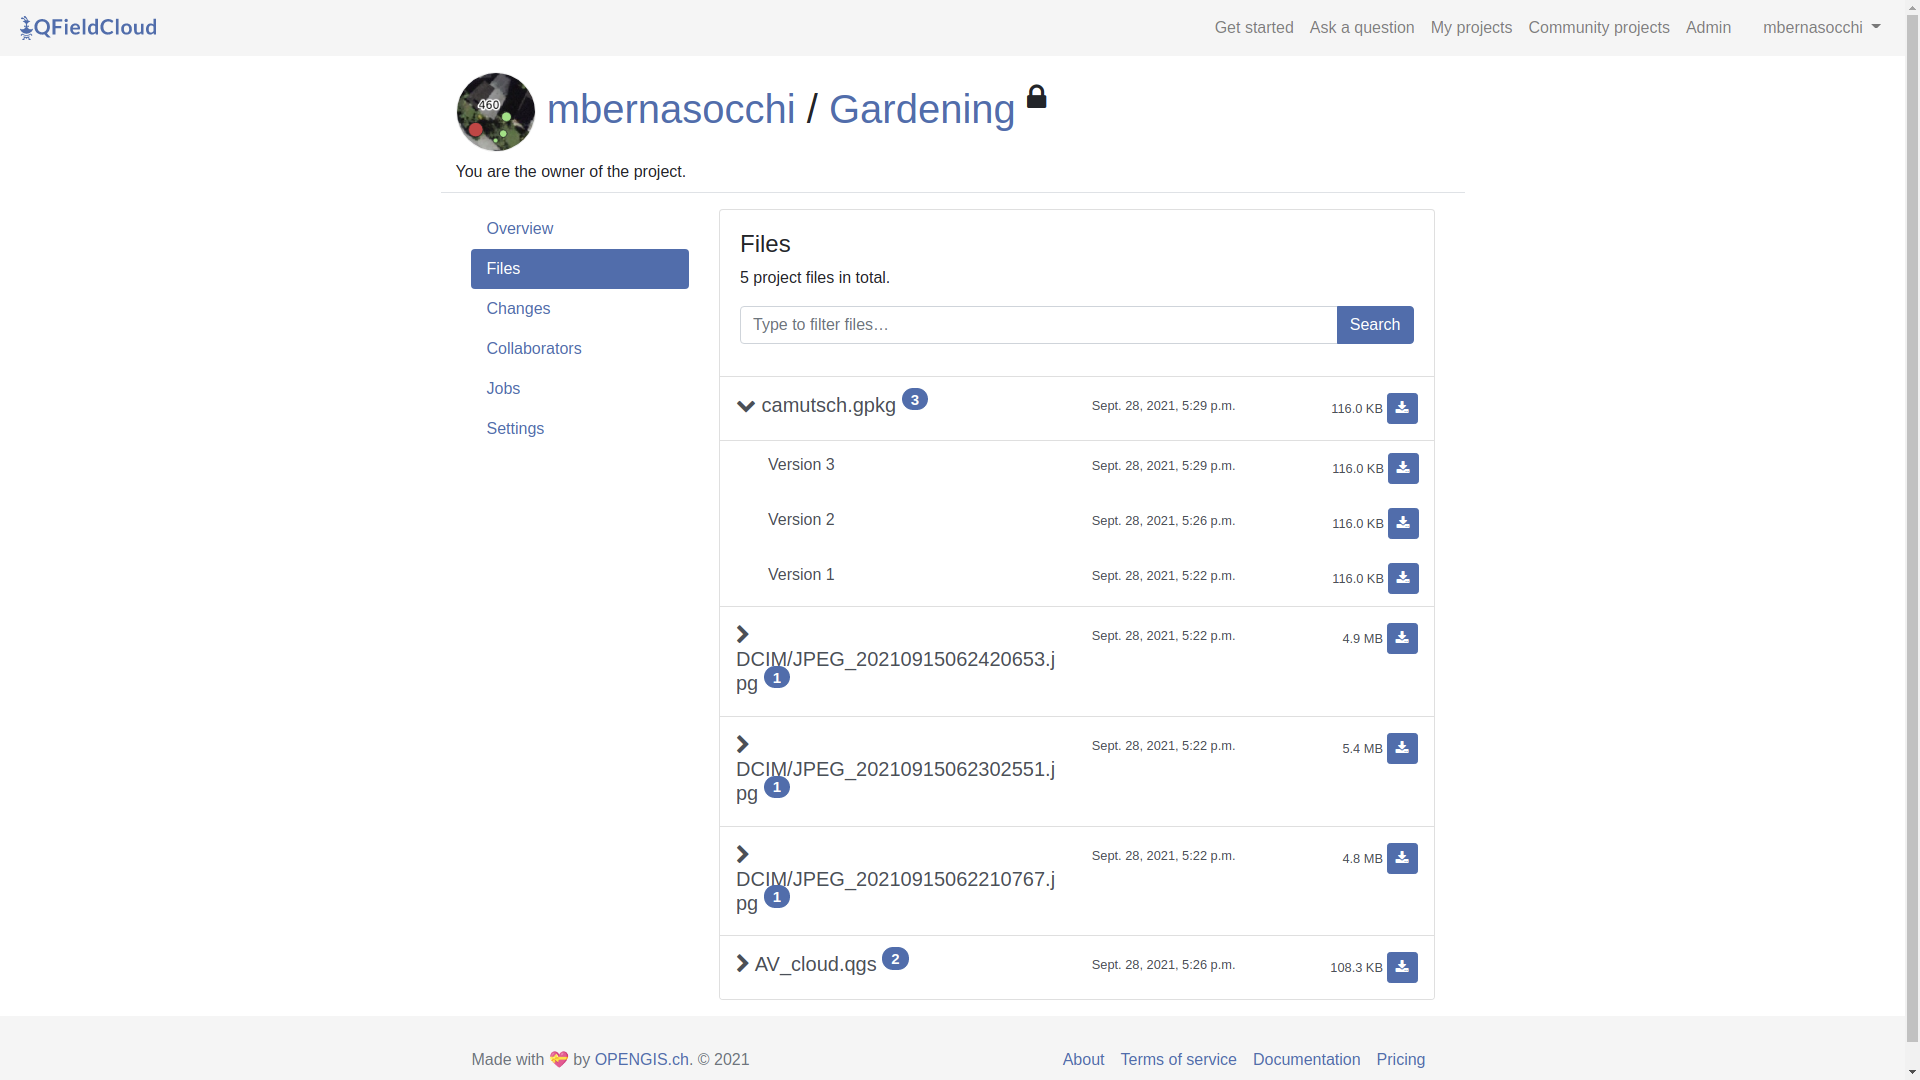 QFieldCloud
Get started Ask a question My projects Community projects Admin mbernasocchi
460
mbernasocchi / Gardening
You are the owner of the project.
Overview
Files
Changes
Collaborators
Jobs
Settings
Files
5 project files in total.
Type to filter files…
Search
camutsch.gpkg 3 Sept. 28, 2021, 5:29 p.m. 116.0 KB
Version 3 Sept. 28, 2021, 5:29 p.m. 116.0 KB
Version 2 Sept. 28, 2021, 5:26 p.m. 116.0 KB
Version 1 Sept. 28, 2021, 5:22 p.m. 116.0 KB
Sept. 28, 2021, 5:22 p.m. 4.9 MB
DCIM/JPEG_20210915062420653.j
pg 1
Sept. 28, 2021, 5:22 p.m. 5.4 MB
DCIM/JPEG_20210915062302551.j
pg 1
Sept. 28, 2021, 5:22 p.m. 4.8 MB
DCIM/JPEG_20210915062210767.j
pg 1
AV_cloud.qgs 2 Sept. 28, 2021, 5:26 p.m. 108.3 KB
Made with 💝 by OPENGIS.ch. © 2021
About Terms of service Documentation Pricing